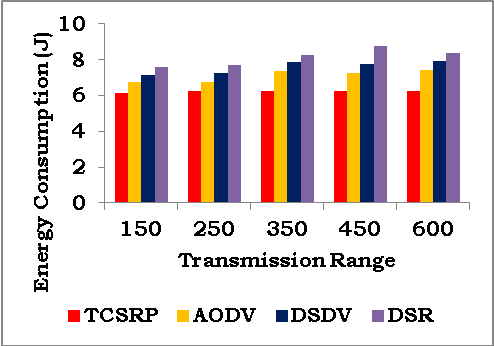 Energy Consumption (J)
10
8
6
4
2
0
150 250 350 450 600
Transmission Range
TCSRP AODV DSDV DSR